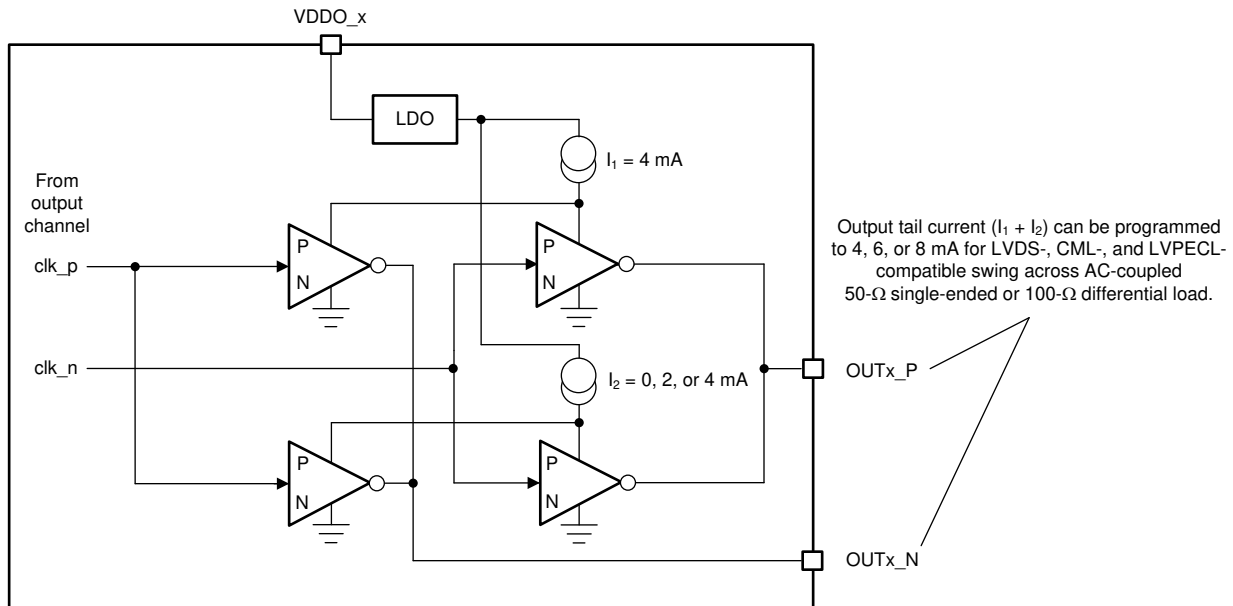 VDDO_x
LDO
I₁ = 4 mA
From
output
channel
P
N
P
N
clk_p
Output tail current (I₁ + I₂) can be programmed
to 4, 6, or 8 mA for LVDS-, CML-, and LVPECL-
compatible swing across AC-coupled
50-Ω single-ended or 100-Ω differential load.
clk_n
I₂ = 0, 2, or 4 mA
OUTx_P
P
N
P
N
OUTx_N